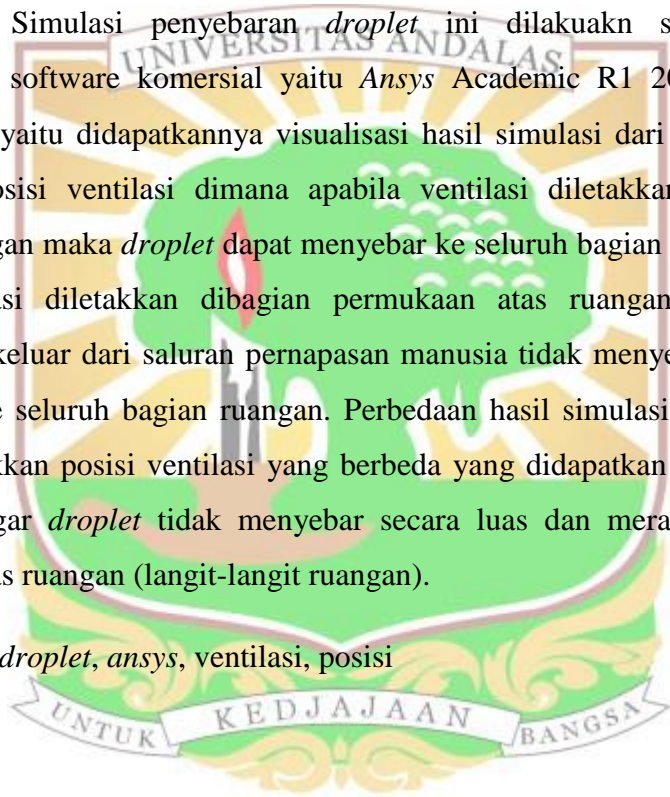 Simulasi penyebaran droplet ini dilakuakn s
UNIVERSITAS ANDALAS
software komersial yaitu Ansys Academic R1 20
yaitu didapatkannya visualisasi hasil simulasi dari
osisi ventilasi dimana apabila ventilasi diletakkan
gan maka droplet dapat menyebar ke seluruh bagian
asi diletakkan dibagian permukaan atas ruangan
keluar dari saluran pernapasan manusia tidak menye
e seluruh bagian ruangan. Perbedaan hasil simulasi
kkan posisi ventilasi yang berbeda yang didapatkan
gar droplet tidak menyebar secara luas dan mera
as ruangan (langit-langit ruangan).
droplet, ansys, ventilasi, posisi
UNTUK KEDJAJAAN BANGSA